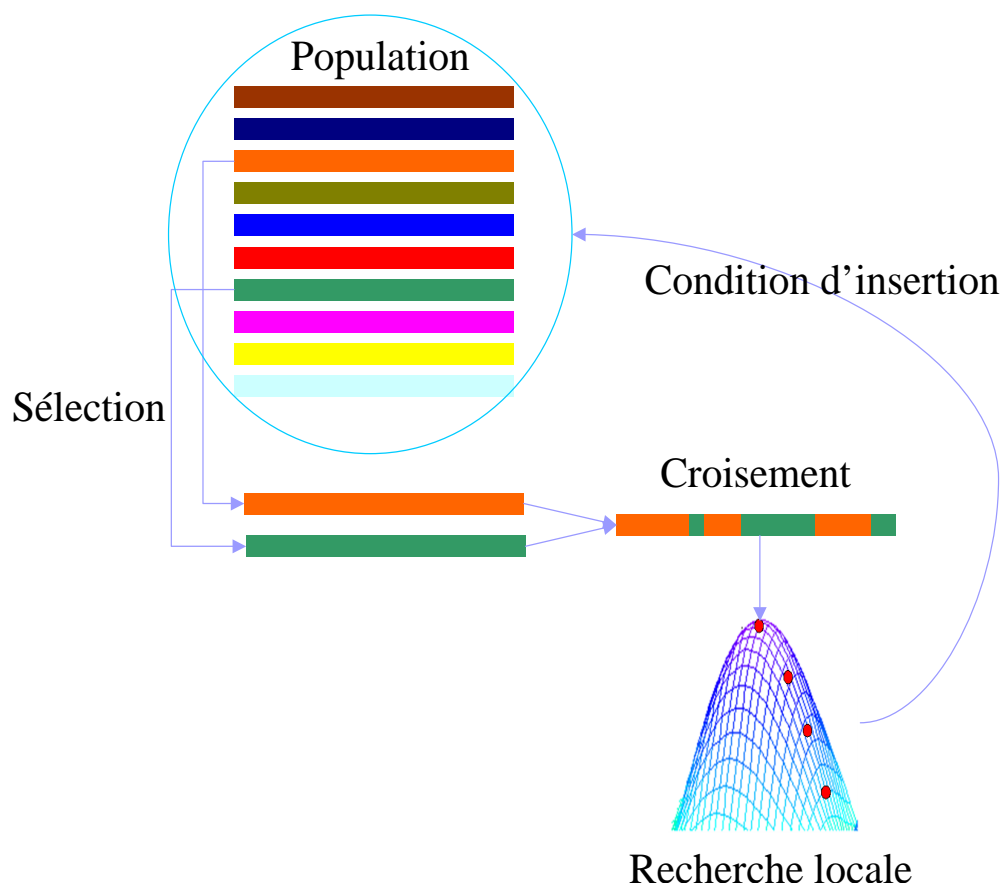 Population
Condition d’insertion
Sélection
Croisement
Recherche locale